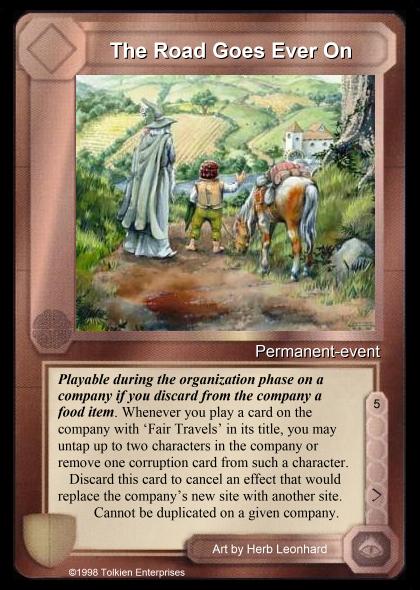 The Road Goes Ever On
Permanent-event
Playable during the organization phase on a
company if you discard from the company a
food item. Whenever you play a card on the
company with ‘Fair Travels’ in its title, you may
untap up to two characters in the company or
remove one corruption card from such a character.
Discard this card to cancel an effect that would
replace the company’s new site with another site.
Cannot be duplicated on a given company.
5
Art by Herb Leonhard
©1998 Tolkien Enterprises